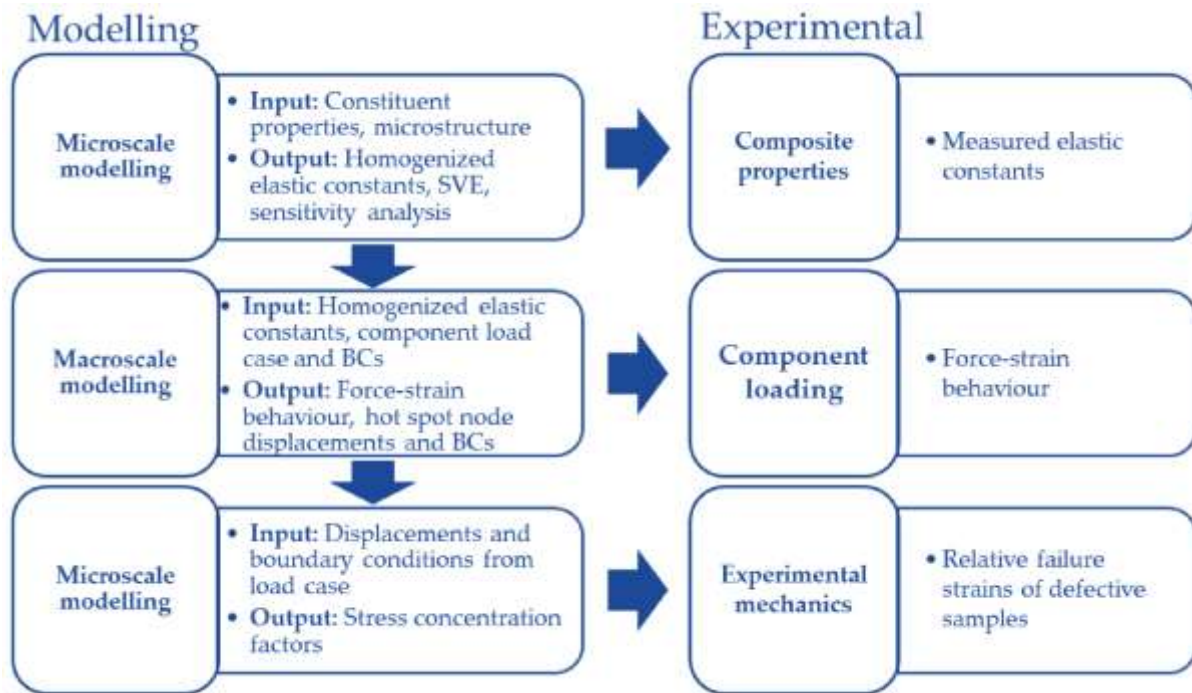 Modelling
Experimental
Microscale
modelling
• Input: Constituent
properties, microstructure
• Output: Homogenized
elastic constants, SVE,
sensitivity analysis
Composite
properties
• Measured elastic
constants
Macroscale
modelling
• Input: Homogenized elastic
constants, component load
case and BCs
• Output: Force-strain
behaviour, hot spot node
displacements and BCs
Component
loading
• Force-strain
behaviour
Microscale
modelling
• Input: Displacements and
boundary conditions from
load case
• Output: Stress concentration
factors
Experimental
mechanics
• Relative failure
strains of defective
samples